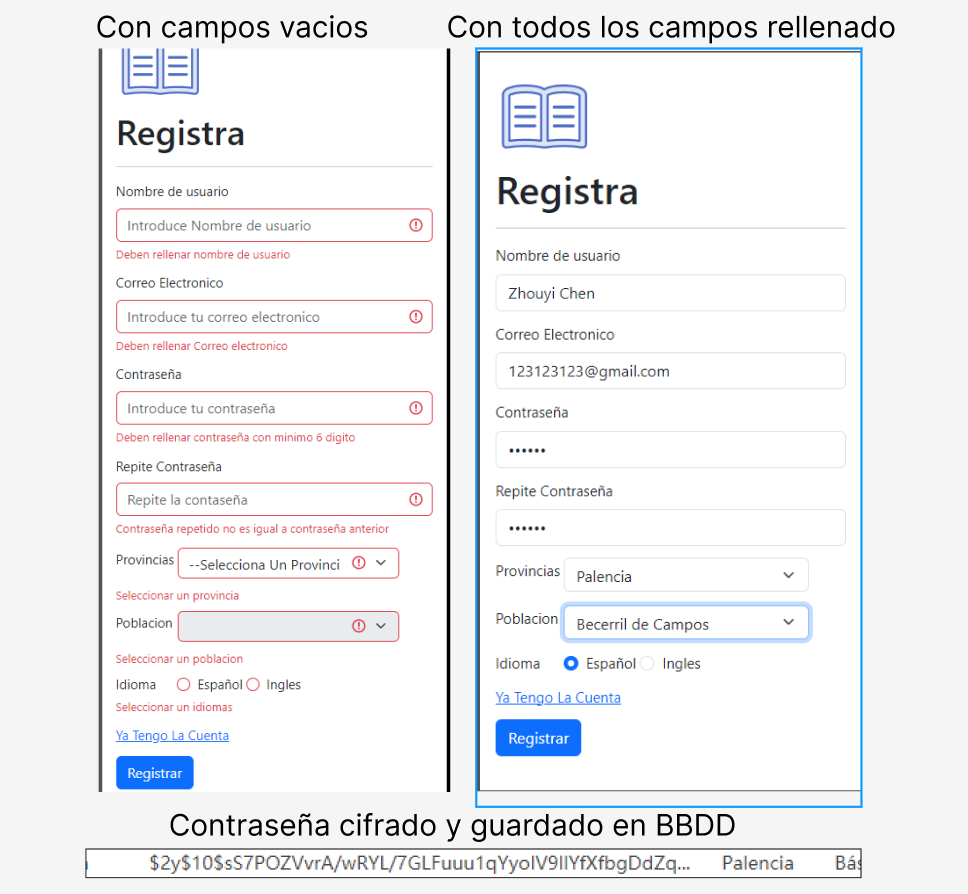 Con campos vacios
Con todos los campos rellenado
Registra
Nombre de usuario
Introduce Nombre de usuario
Deben rellenar nombre de usuario
Correo Electronico
Introduce tu correo electronico
Deben rellenar Correo electronico
Contraseña
Introduce tu contraseña
Deben rellenar contraseña con minimo 6 digito
Repite Contraseña
Repite la contaseña
Contraseña repetido no es igual a contraseña anterior
Provincias --Selecciona Un Provinci
Seleccionar un provincia
Poblacion
Seleccionar un poblacion
Idioma Español Ingles
Seleccionar un idiomas
Ya Tengo La Cuenta
Registrar
Registra
Nombre de usuario
Zhouyi Chen
Correo Electronico
123123123@gmail.com
Contraseña
••••••
Repite Contraseña
••••••
Provincias Palencia
Poblacion Becerril de Campos
Idioma Español Ingles
Ya Tengo La Cuenta
Registrar
Contraseña cifrado y guardado en BBDD
$2y$10$sS7POZVvrA/wRYL/7GLFuuu1qYyolV9IlYfXfbgDdZq... Palencia Bás